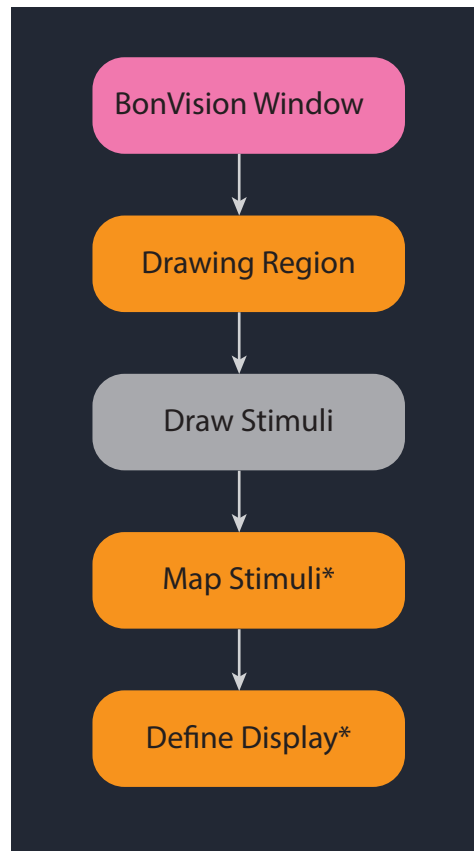 BonVision Window
Drawing Region
Draw Stimuli
Map Stimuli*
Define Display*